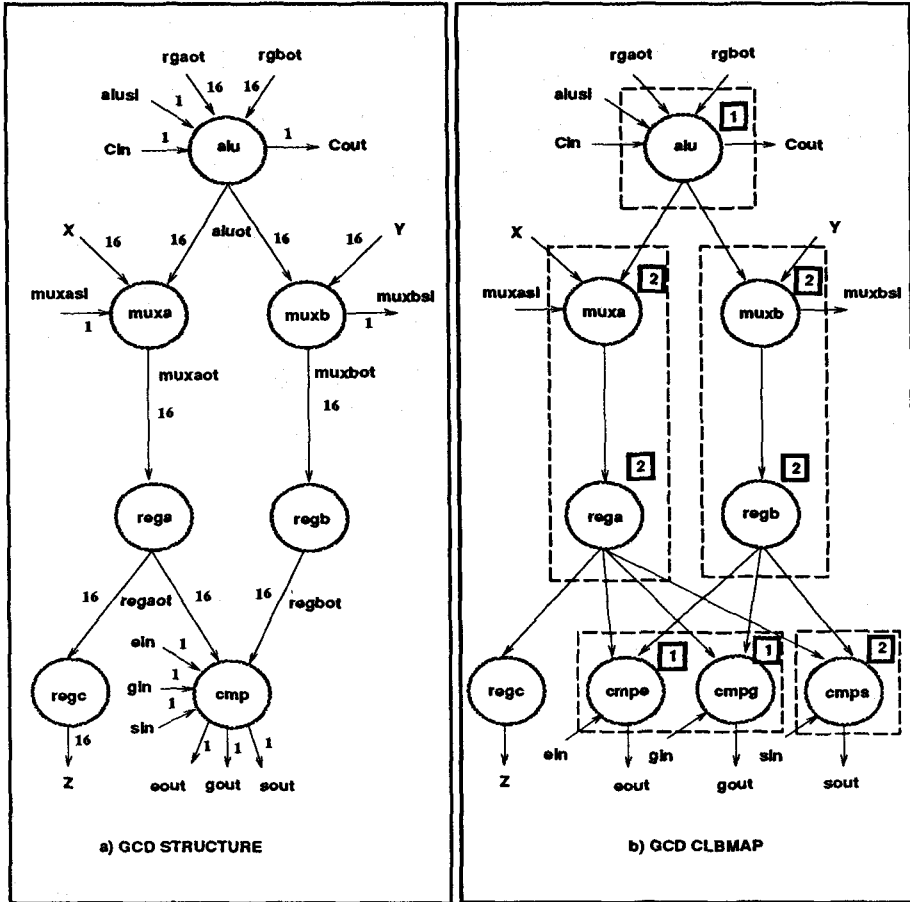 rgaot rgbot
16 16
alusl
1
Cin 1 alu 1 Cout
X aluot Y
16 16 16 16
muxasl muxbsl
1 muxa muxb 1
muxaot muxbot
16 16
rega regb
16 regaot 16 16 regbot
ein 1
gin 1
sin 1
regc cmp
16 1 1 1
Z eout gout sout
a) GCD STRUCTURE
rgaot rgbot
alusl 1
Cin alu Cout
X Y
2 2
muxasl muxa muxb muxbsl
2 2
rega regb
1 1 2
regc cmpe cmpg cmps
ein gin sin
Z eout gout sout
b) GCD CLBMAP